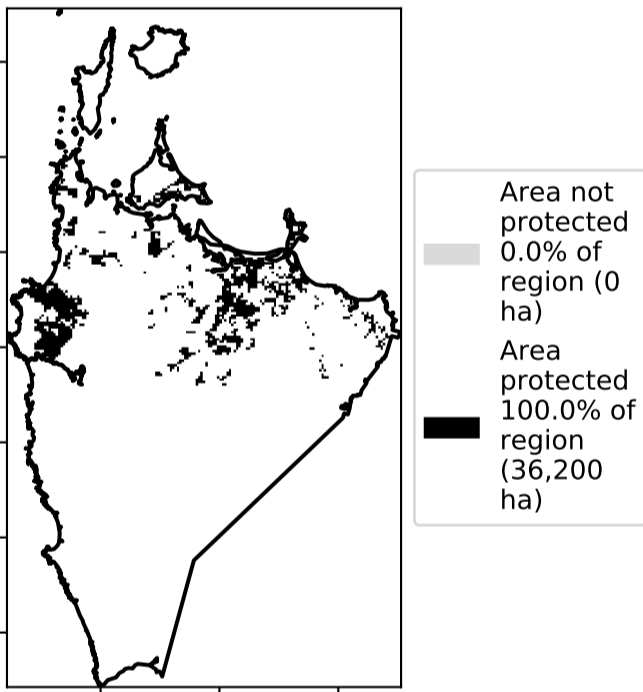 Area not
protected
0.0% of
region (0
ha)
Area
protected
100.0% of
region
(36,200
ha)